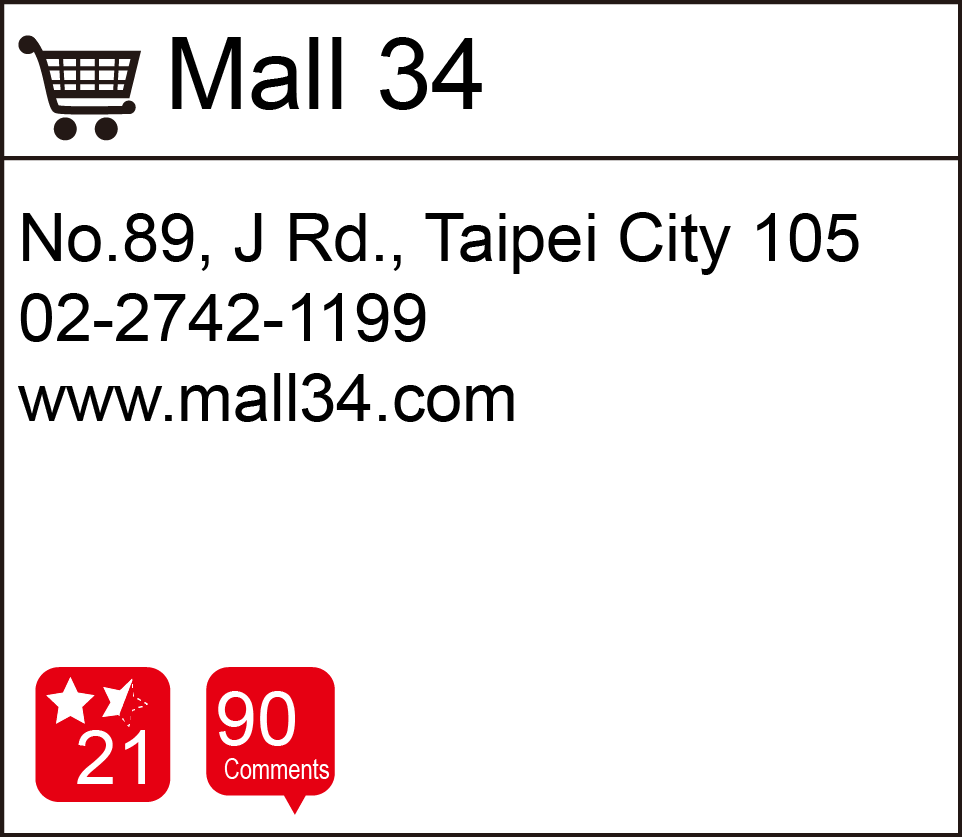 Mall 34
No.89, J Rd., Taipei City 105
02-2742-1199
www.mall34.com
21
90
Comments